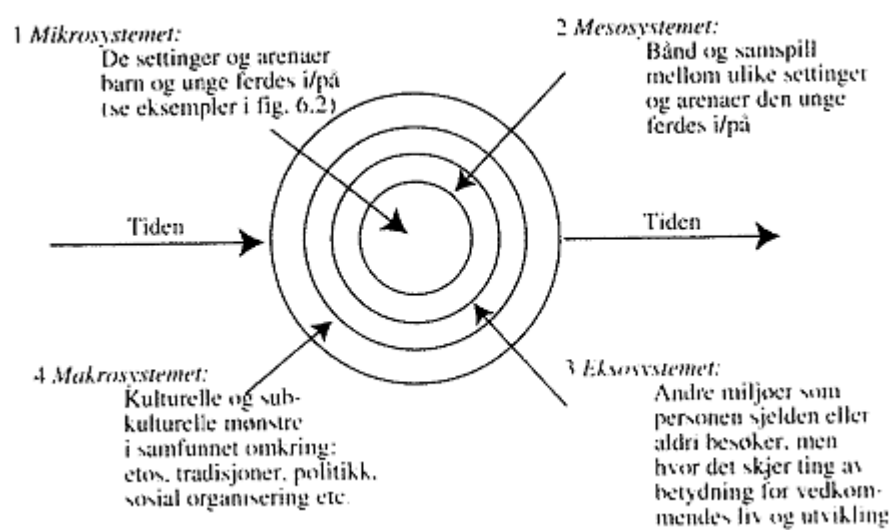 1 Mikrosystemet:
De settinger og arenaer
barn og unge ferdes i/på
(se eksempler i fig. 6.2)
2 Mesosystemet:
Bånd og samspill
mellom ulike settinger
og arenaer den unge
ferdes i/på
Tiden
Tiden
4 Makrosystemet:
Kulturelle og sub-
kulturelle mønstre
i samfunnet omkring:
etos, tradisjoner, politikk,
sosial organisering etc.
3 Eksosystemet:
Andre miljøer som
personen sjelden eller
aldri besøker, men
hvor det skjer ting av
betydning for vedkom-
mendes liv og utvikling